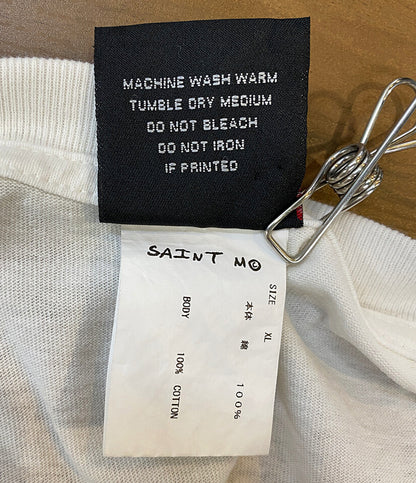 MACHINE WASH WARM
TUMBLE DRY MEDIUM
DO NOT BLEACH
DO NOT IRON
IF PRINTED
SAINT M
SIZE XL
本体 綿 100%
BODY 100% COTTON